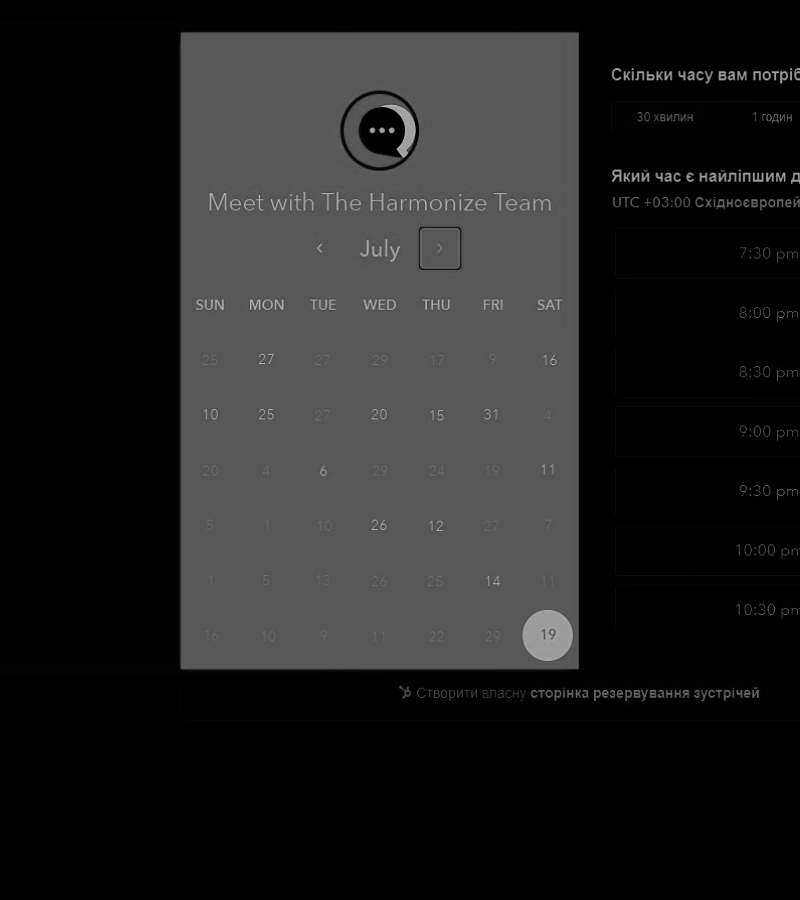 Meet with The Harmonize Team
July
SUN MON TUE WED THU FRI SAT
25 27 27 29 17 9 16
10 25 27 20 15 31 4
20 4 6 29 24 19 11
5 1 10 26 12 27 7
1 5 13 26 25 14 11
16 10 9 11 22 29 19
Скільки часу вам потріб
30 хвилин 1 годин
Який час є найліпшим д
UTC +03:00 Східноєвропей
7:30 pm
8:00 pm
8:30 pm
9:00 pm
9:30 pm
10:00 pm
10:30 pm
Створити власну сторінка резервування зустрічей